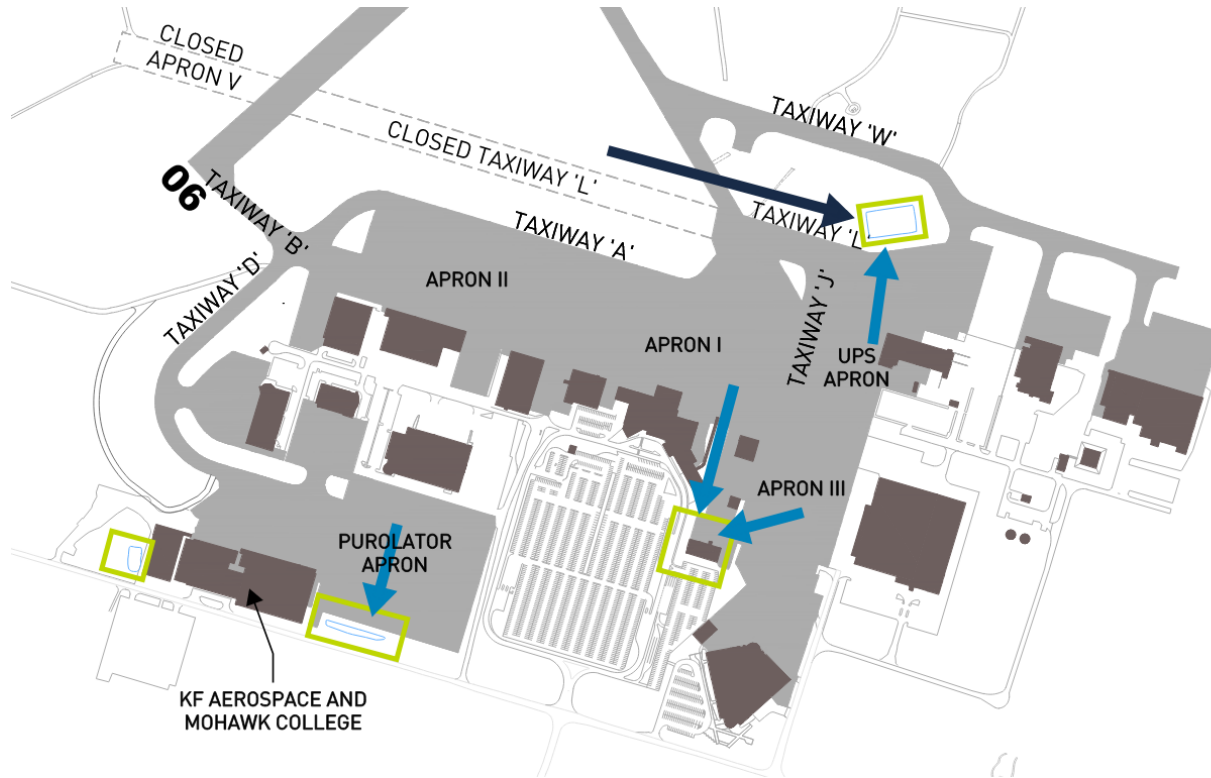 CLOSED
APRON V
CLOSED TAXIWAY 'L'
TAXIWAY 'W'
06
TAXIWAY 'B'
TAXIWAY 'D'
TAXIWAY 'A'
TAXIWAY 'L'
TAXIWAY 'J'
APRON II
APRON I
UPS
APRON
APRON III
PUROLATOR
APRON
KF AEROSPACE AND
MOHAWK COLLEGE